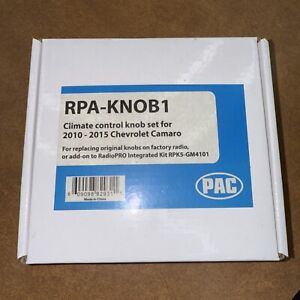 RPA-KNOB1
Climate control knob set for
2010 - 2015 Chevrolet Camaro
For replacing original knobs on factory radio,
or add-on to RadioPRO Integrated Kit RPK5-GM4101
PAC
Made in China